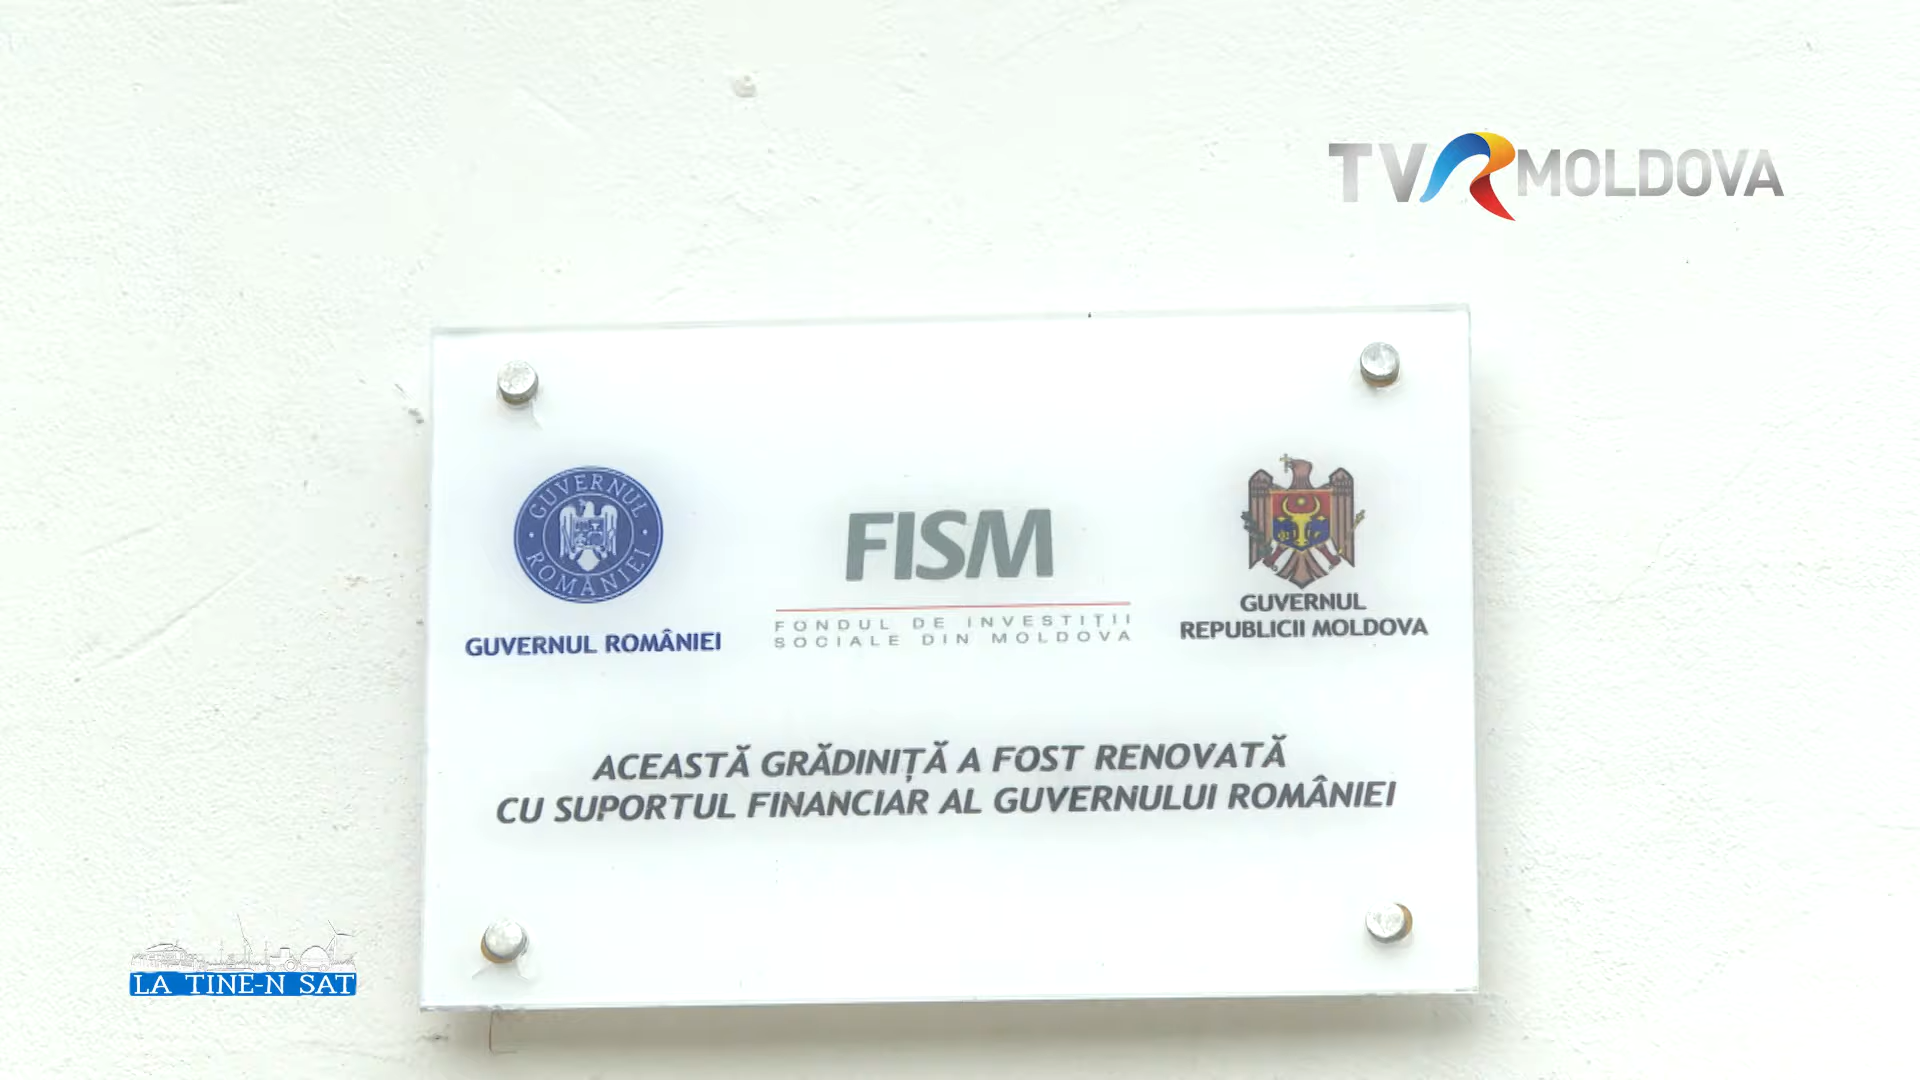 TVR MOLDOVA
GUVERNUL
ROMÂNIEI
GUVERNUL ROMÂNIEI
FISM
FONDUL DE INVESTIȚII
SOCIALE DIN MOLDOVA
GUVERNUL
REPUBLICII MOLDOVA
ACEASTĂ GRĂDINIȚĂ A FOST RENOVATĂ
CU SUPORTUL FINANCIAR AL GUVERNULUI ROMÂNIEI
LA TINE-N SAT